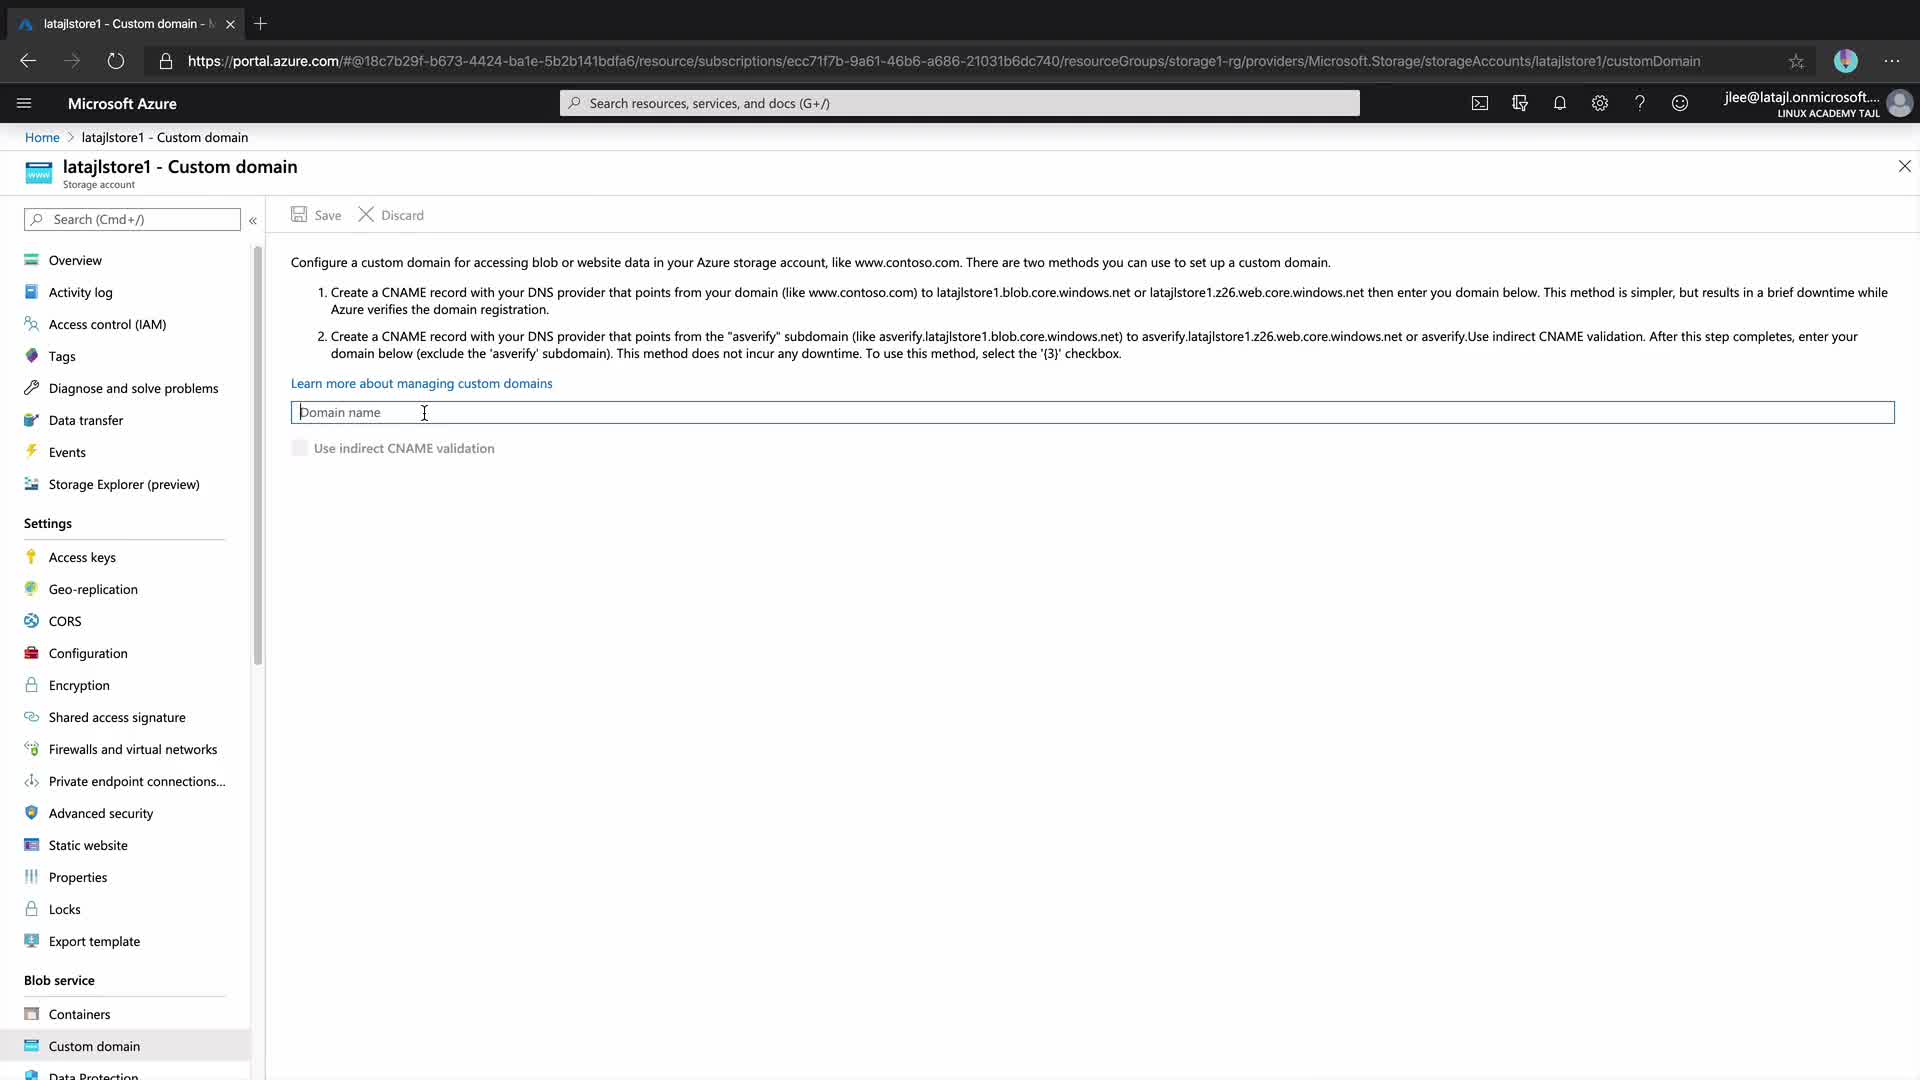 latajlstore1 - Custom domain -
https://portal.azure.com/#@18c7b29f-b673-4424-ba1e-5b2b141bdfa6/resource/subscriptions/ecc71f7b-9a61-46b6-a686-21031b6dc740/resourceGroups/storage1-rg/providers/Microsoft.Storage/storageAccounts/latajlstore1/customDomain
Microsoft Azure
Search resources, services, and docs (G+/)
jlee@latajl.onmicrosoft....
LINUX ACADEMY TAJL
Home > latajlstore1 - Custom domain
www
latajlstore1 - Custom domain
Storage account
Search (Cmd+/)
«
Save
Discard
Overview
Activity log
Access control (IAM)
Tags
Diagnose and solve problems
Data transfer
Events
Storage Explorer (preview)
Settings
Access keys
Geo-replication
CORS
Configuration
Encryption
Shared access signature
Firewalls and virtual networks
Private endpoint connections...
Advanced security
Static website
Properties
Locks
Export template
Blob service
Containers
Custom domain
Data Protection
Configure a custom domain for accessing blob or website data in your Azure storage account, like www.contoso.com. There are two methods you can use to set up a custom domain.
1. Create a CNAME record with your DNS provider that points from your domain (like www.contoso.com) to latajlstore1.blob.core.windows.net or latajlstore1.z26.web.core.windows.net then enter you domain below. This method is simpler, but results in a brief downtime while
Azure verifies the domain registration.
2. Create a CNAME record with your DNS provider that points from the "asverify" subdomain (like asverify.latajlstore1.blob.core.windows.net) to asverify.latajlstore1.z26.web.core.windows.net or asverify.Use indirect CNAME validation. After this step completes, enter your
domain below (exclude the 'asverify' subdomain). This method does not incur any downtime. To use this method, select the '{3}' checkbox.
Learn more about managing custom domains
Domain name
Use indirect CNAME validation